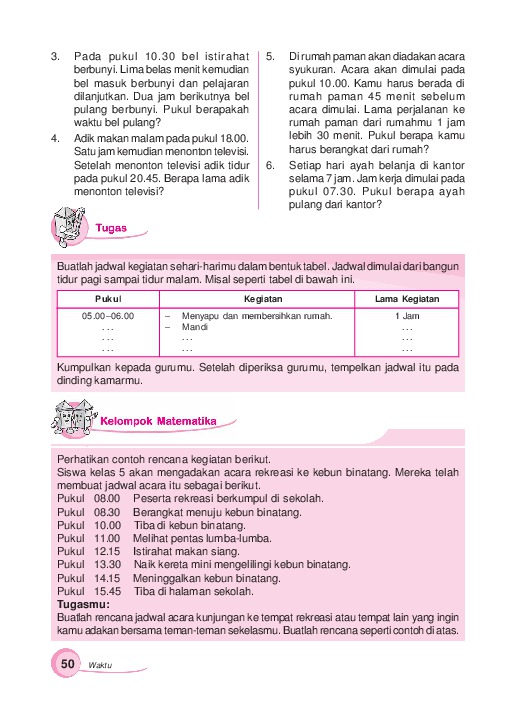 3. Pada pukul 10.30 bel istirahat
berbunyi. Lima belas menit kemudian
bel masuk berbunyi dan pelajaran
dilanjutkan. Dua jam berikutnya bel
pulang berbunyi. Pukul berapakah
waktu bel pulang?
4. Adik makan malam pada pukul 18.00.
Satu jam kemudian menonton televisi.
Setelah menonton televisi adik tidur
pada pukul 20.45. Berapa lama adik
menonton televisi?
5. Di rumah paman akan diadakan acara
syukuran. Acara akan dimulai pada
pukul 10.00. Kamu harus berada di
rumah paman 45 menit sebelum
acara dimulai. Lama perjalanan ke
rumah paman dari rumahmu 1 jam
lebih 30 menit. Pukul berapa kamu
harus berangkat dari rumah?
6. Setiap hari ayah belanja di kantor
selama 7 jam. Jam kerja dimulai pada
pukul 07.30. Pukul berapa ayah
pulang dari kantor?
Tugas
Buatlah jadwal kegiatan sehari-harimu dalam bentuk tabel. Jadwal dimulai dari bangun
tidur pagi sampai tidur malam. Misal seperti tabel di bawah ini.
Pukul Kegiatan Lama Kegiatan
05.00–06.00 – Menyapu dan membersihkan rumah. 1 Jam
. . . – Mandi . . .
. . . . . . . . .
. . . . . . . . .
Kumpulkan kepada gurumu. Setelah diperiksa gurumu, tempelkan jadwal itu pada
dinding kamarmu.
Kelompok Matematika
Perhatikan contoh rencana kegiatan berikut.
Siswa kelas 5 akan mengadakan acara rekreasi ke kebun binatang. Mereka telah
membuat jadwal acara itu sebagai berikut.
Pukul 08.00 Peserta rekreasi berkumpul di sekolah.
Pukul 08.30 Berangkat menuju kebun binatang.
Pukul 10.00 Tiba di kebun binatang.
Pukul 11.00 Melihat pentas lumba-lumba.
Pukul 12.15 Istirahat makan siang.
Pukul 13.30 Naik kereta mini mengelilingi kebun binatang.
Pukul 14.15 Meninggalkan kebun binatang.
Pukul 15.45 Tiba di halaman sekolah.
Tugasmu:
Buatlah rencana jadwal acara kunjungan ke tempat rekreasi atau tempat lain yang ingin
kamu adakan bersama teman-teman sekelasmu. Buatlah rencana seperti contoh di atas.
50 Waktu